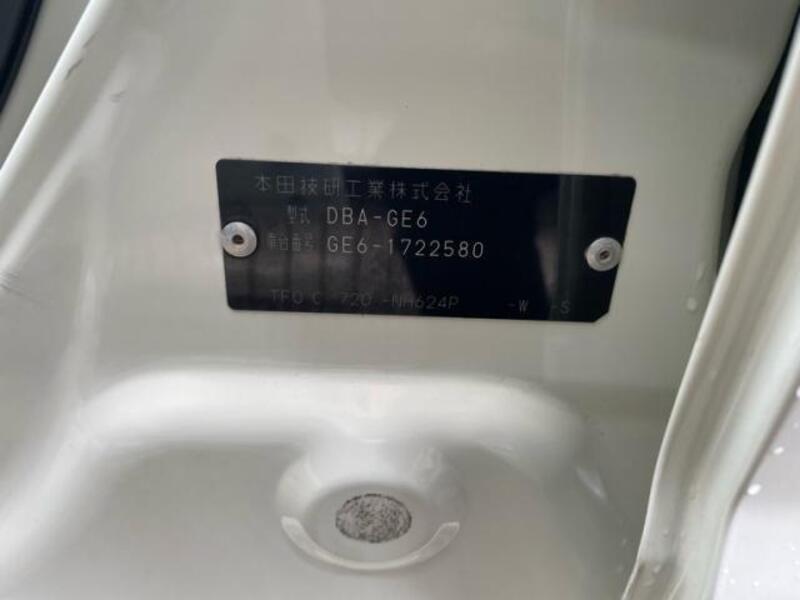 本田技研工業株式会社
型式 DBA-GE6
車台番号 GE6-1722580
TF0 C 720 -NH624P -W -S